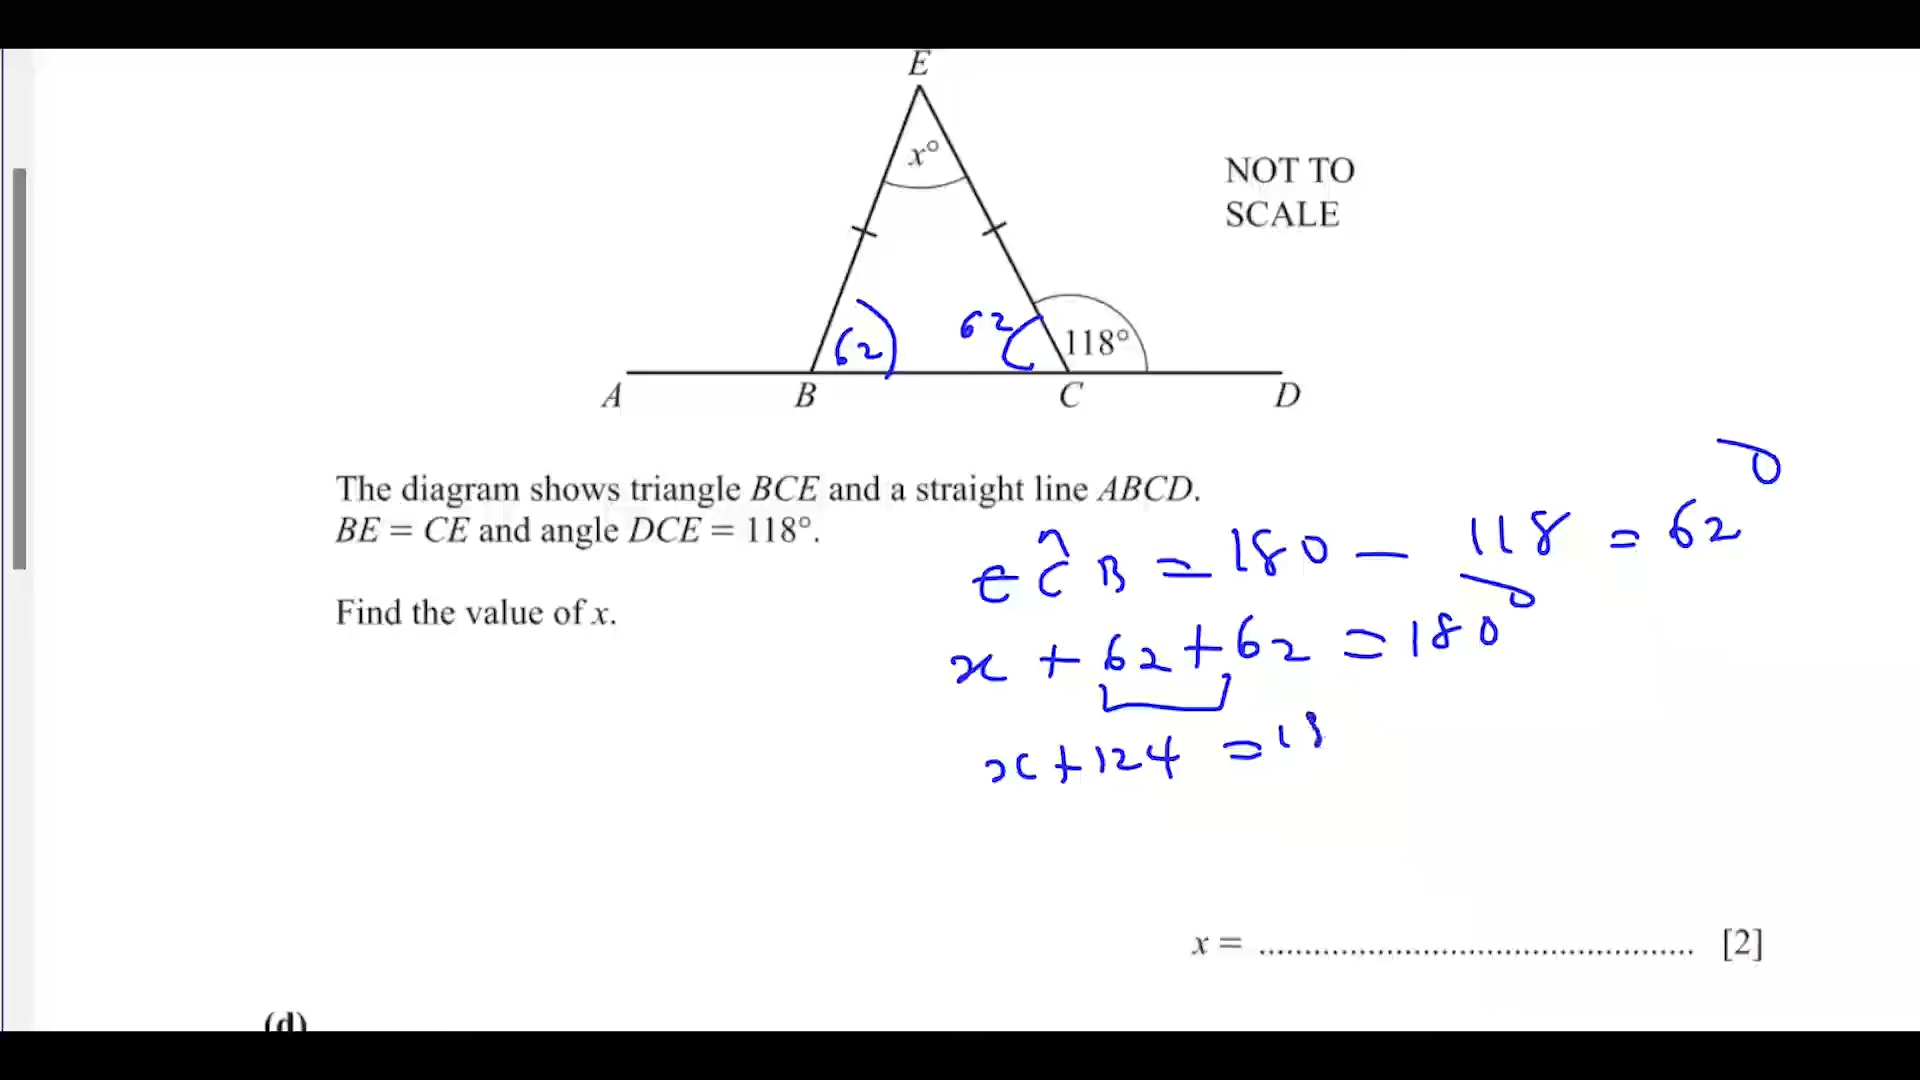 E
x°
NOT TO
SCALE
62
62
118°
A B C D
The diagram shows triangle BCE and a straight line ABCD.
BE = CE and angle DCE = 118°.
EĈB = 180 - 118 = 62°
Find the value of x.
x + 62 + 62 = 180°
x + 124 = 18
x = ................................................ [2]
(d)